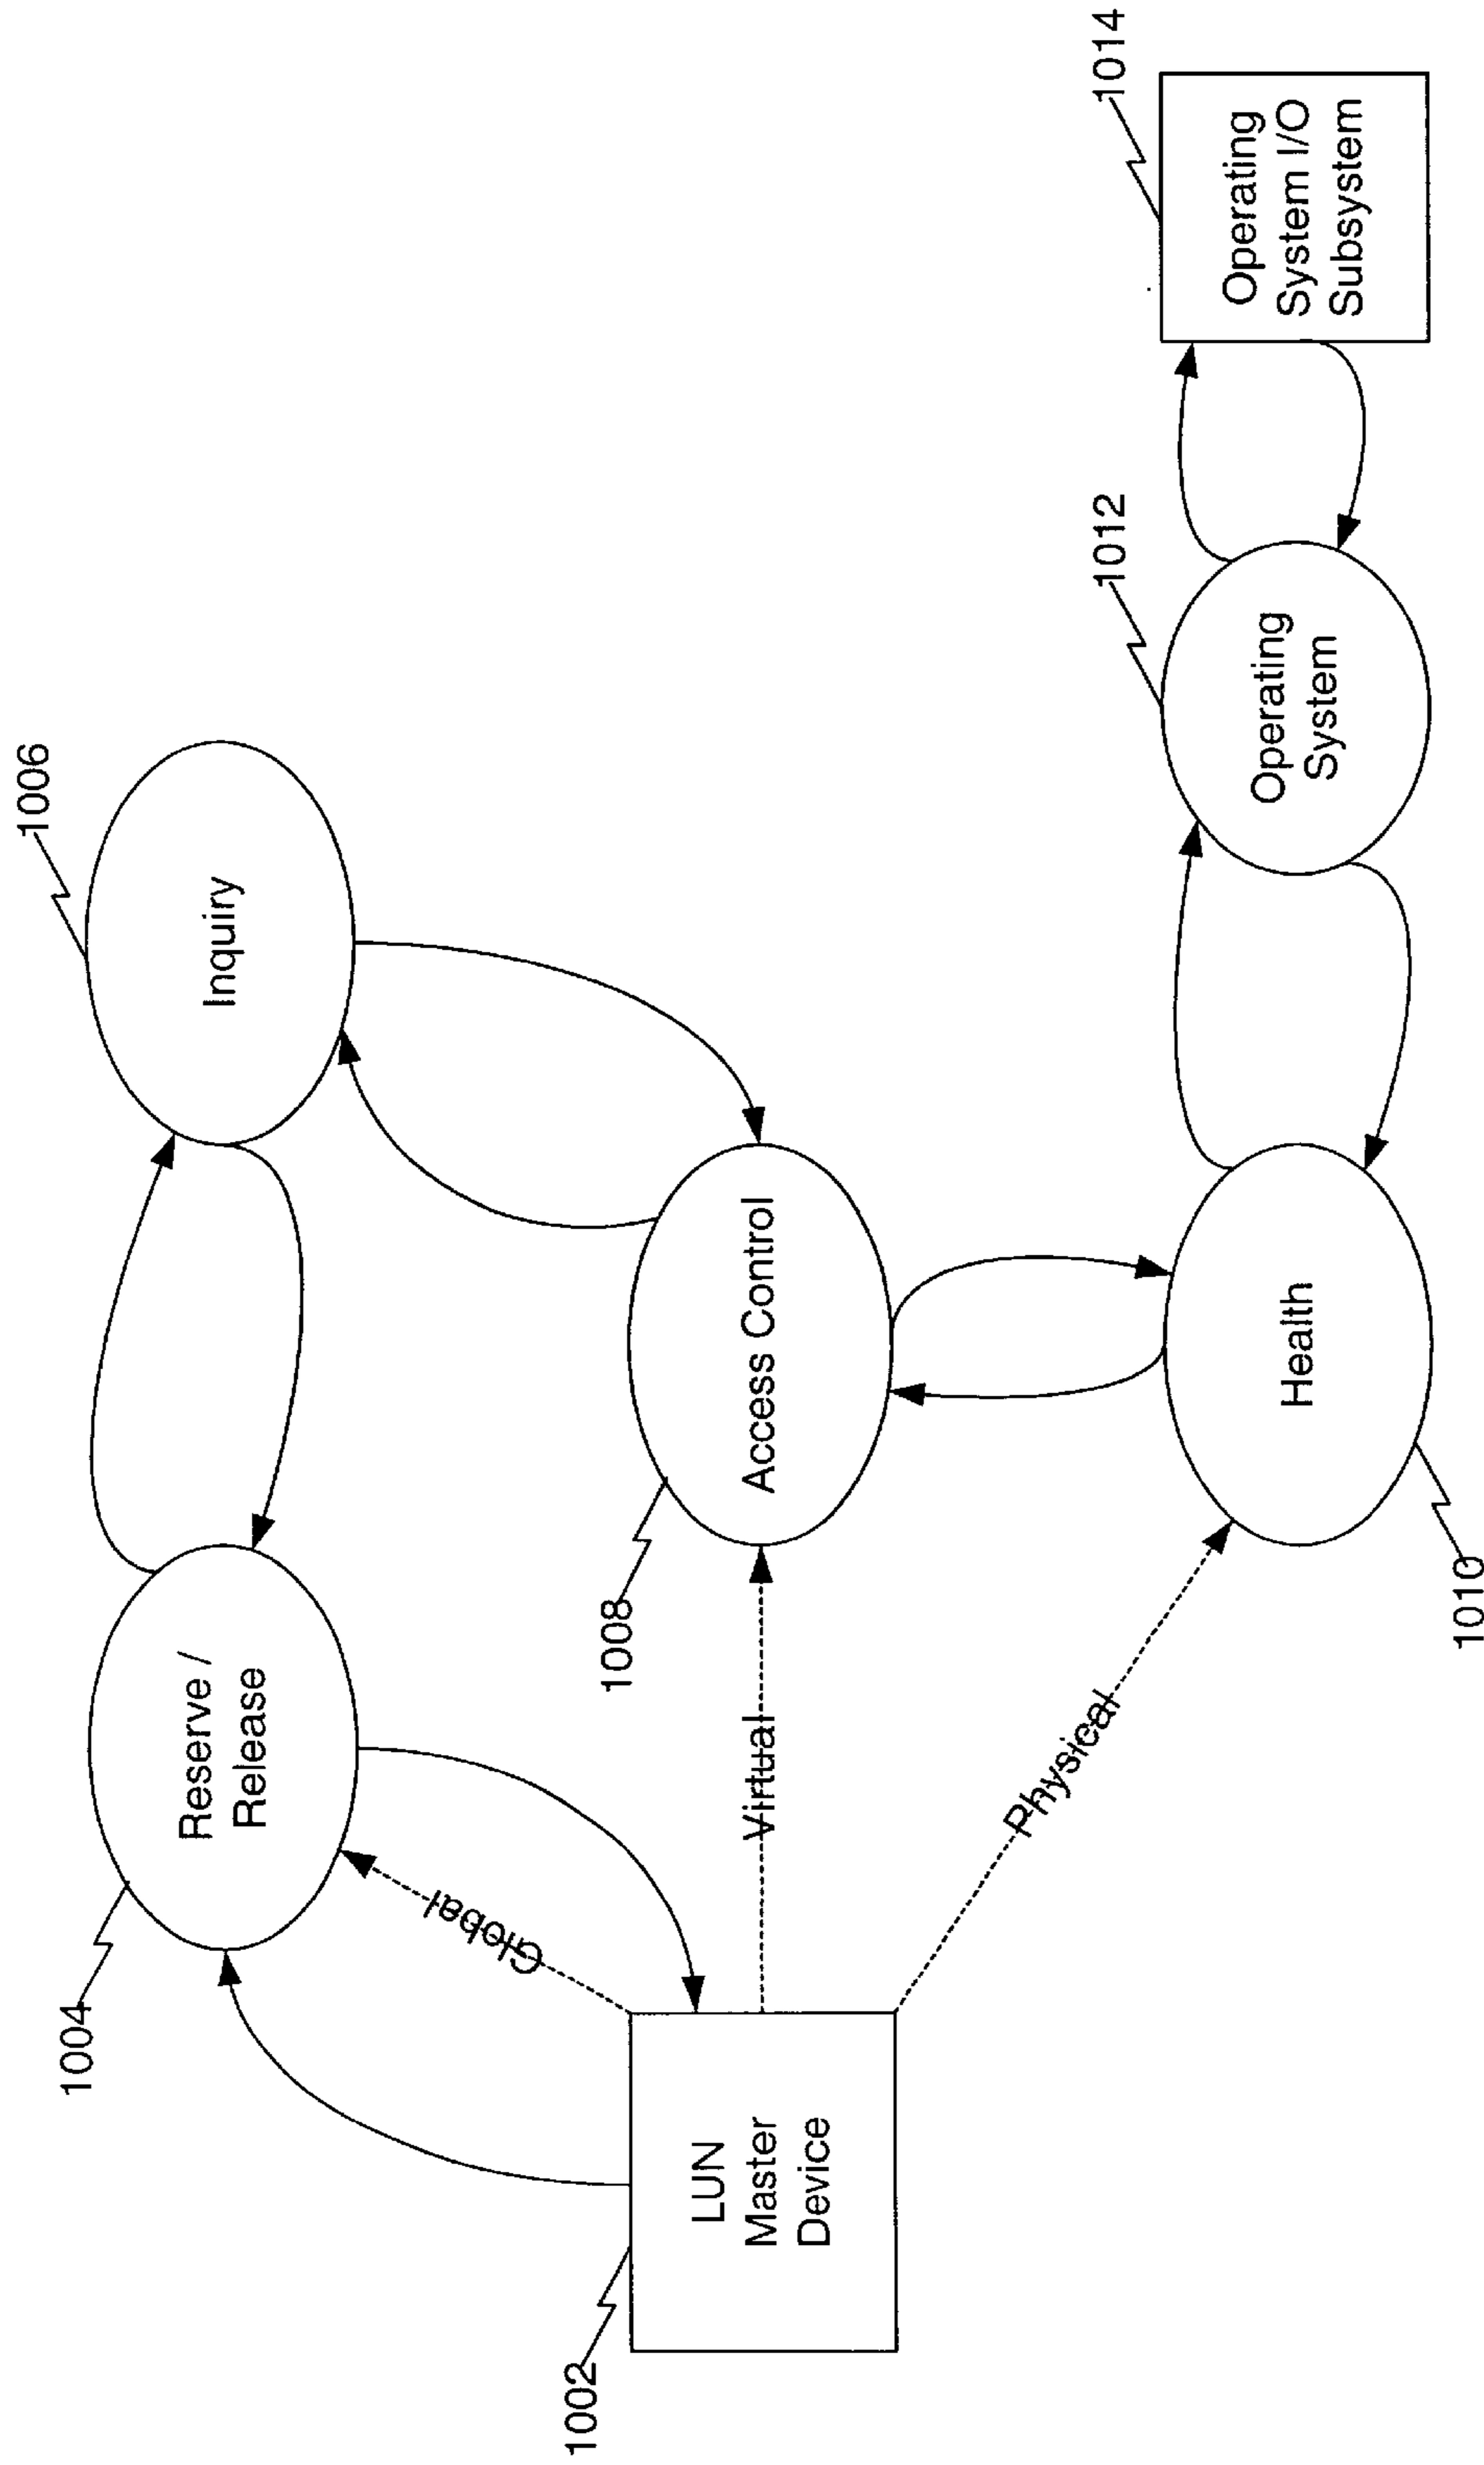 1004
1006
Reserve /
Release
Inquiry
Global
1002
1008
LUN
Master
Device
Virtual
Access Control
1012
1014
Physical
Health
Operating
System
Operating
System I/O
Subsystem
1010